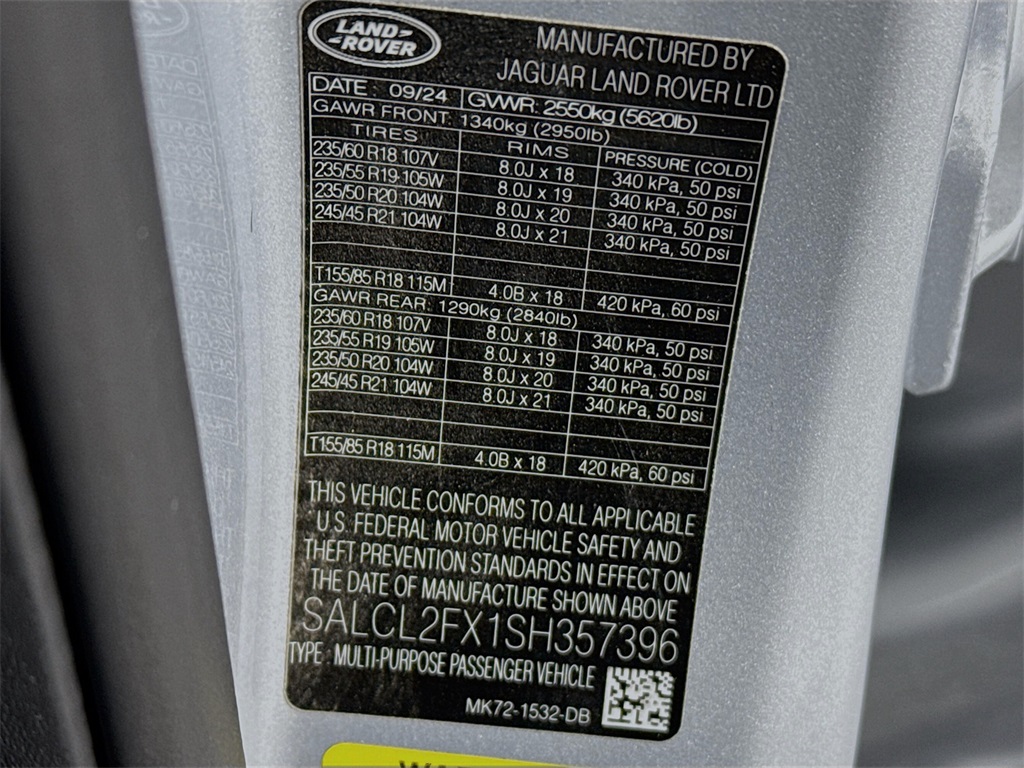 LAND-
-ROVER
MANUFACTURED BY
JAGUAR LAND ROVER LTD
DATE 09/24 GVWR: 2550kg (5620lb)
GAWR FRONT: 1340kg (2950lb)
TIRES RIMS PRESSURE (COLD)
235/60 R18 107V 8.0J x 18 340 kPa, 50 psi
235/55 R19 105W 8.0J x 19 340 kPa, 50 psi
235/50 R20 104W 8.0J x 20 340 kPa, 50 psi
245/45 R21 104W 8.0J x 21 340 kPa, 50 psi
T155/85 R18 115M 4.0B x 18 420 kPa, 60 psi
GAWR REAR: 1290kg (2840lb)
235/60 R18 107V 8.0J x 18 340 kPa, 50 psi
235/55 R19 105W 8.0J x 19 340 kPa, 50 psi
235/50 R20 104W 8.0J x 20 340 kPa, 50 psi
245/45 R21 104W 8.0J x 21 340 kPa, 50 psi
T155/85 R18 115M 4.0B x 18 420 kPa, 60 psi
THIS VEHICLE CONFORMS TO ALL APPLICABLE
U.S. FEDERAL MOTOR VEHICLE SAFETY AND
THEFT PREVENTION STANDARDS IN EFFECT ON
THE DATE OF MANUFACTURE SHOWN ABOVE
SALCL2FX1SH357396
TYPE: MULTI-PURPOSE PASSENGER VEHICLE
MK72-1532-DB